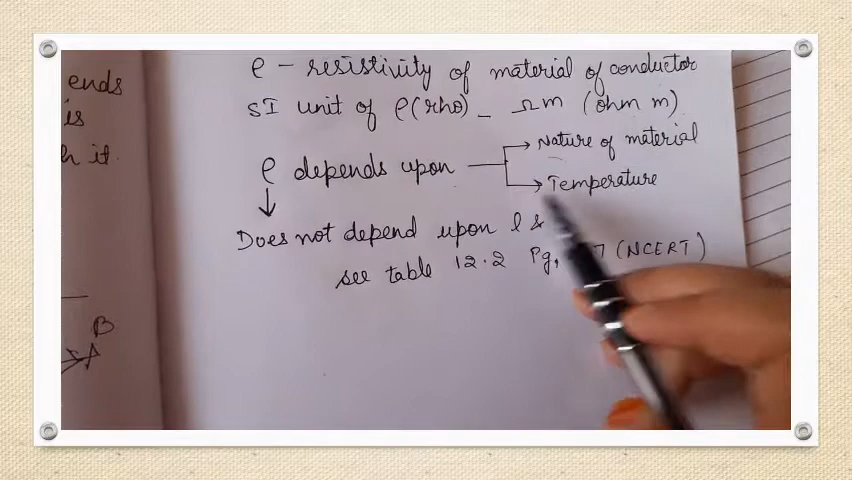 ends
is
h it.
ρ - resistivity of material of conductor
SI unit of ρ(rho) _ Ωm (ohm m)
ρ depends upon → Nature of material
→ Temperature
↓
Does not depend upon l &
see table 12.2 Pg, 7 (NCERT)
B